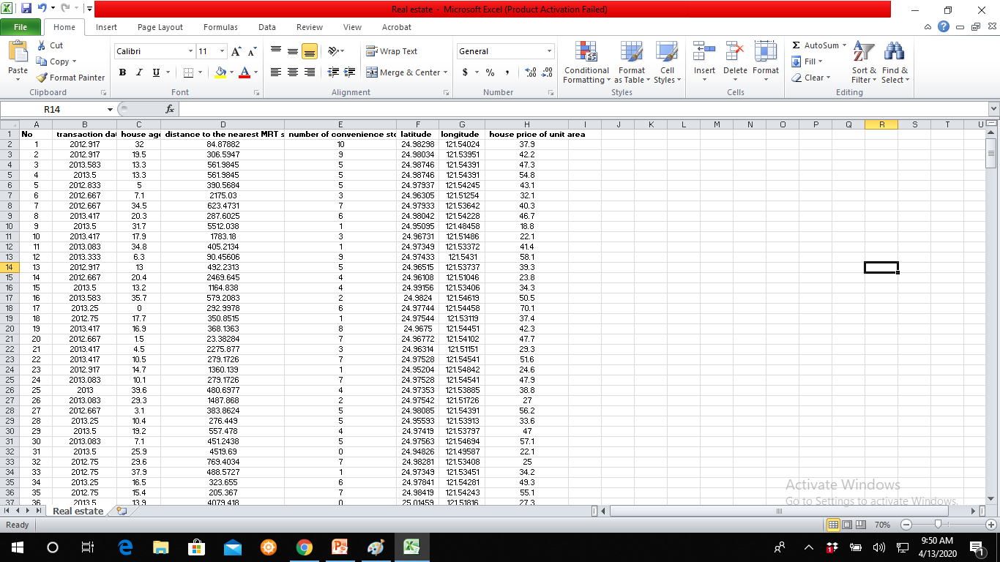 Real estate - Microsoft Excel (Product Activation Failed)
File Home Insert Page Layout Formulas Data Review View Acrobat
Cut Calibri 11 A A Wrap Text General Σ AutoSum
Paste Copy Fill
Format Painter B I U A Merge & Center $ % , .00 .0 Conditional Formatting Format as Table Cell Styles Insert Delete Format Clear Sort & Filter Find & Select
Clipboard Font Alignment Number Styles Cells Editing
R14 fx
A B C D E F G H I J K L M N O P Q R S T U
1 No transaction dat house age distance to the nearest MRT s number of convenience sto latitude longitude house price of unit area
2 1 2012.917 32 84.87882 10 24.98298 121.54024 37.9
3 2 2012.917 19.5 306.5947 9 24.98034 121.53951 42.2
4 3 2013.583 13.3 561.9845 5 24.98746 121.54391 47.3
5 4 2013.5 13.3 561.9845 5 24.98746 121.54391 54.8
6 5 2012.833 5 390.5684 5 24.97937 121.54245 43.1
7 6 2012.667 7.1 2175.03 3 24.96305 121.51254 32.1
8 7 2012.667 34.5 623.4731 7 24.97933 121.53642 40.3
9 8 2013.417 20.3 287.6025 6 24.98042 121.54228 46.7
10 9 2013.5 31.7 5512.038 1 24.95095 121.48458 18.8
11 10 2013.417 17.9 1783.18 3 24.96731 121.51486 22.1
12 11 2013.083 34.8 405.2134 1 24.97349 121.53372 41.4
13 12 2013.333 6.3 90.45606 9 24.97433 121.5431 58.1
14 13 2012.917 13 492.2313 5 24.96515 121.53737 39.3
15 14 2012.667 20.4 2469.645 4 24.96108 121.51046 23.8
16 15 2013.5 13.2 1164.838 4 24.99156 121.53406 34.3
17 16 2013.583 35.7 579.2083 2 24.9824 121.54619 50.5
18 17 2013.25 0 292.9978 6 24.97744 121.54458 70.1
19 18 2012.75 17.7 350.8515 1 24.97544 121.53119 37.4
20 19 2013.417 16.9 368.1363 8 24.9675 121.54451 42.3
21 20 2012.667 1.5 23.38284 7 24.96772 121.54102 47.7
22 21 2013.417 4.5 2275.877 3 24.96314 121.51151 29.3
23 22 2013.417 10.5 279.1726 7 24.97528 121.54541 51.6
24 23 2012.917 14.7 1360.139 1 24.95204 121.54842 24.6
25 24 2013.083 10.1 279.1726 7 24.97528 121.54541 47.9
26 25 2013 39.6 480.6977 4 24.97353 121.53885 38.8
27 26 2013.083 29.3 1487.868 2 24.97542 121.51726 27
28 27 2012.667 3.1 383.8624 5 24.98085 121.54391 56.2
29 28 2013.25 10.4 276.449 5 24.95593 121.53913 33.6
30 29 2013.5 19.2 557.478 4 24.97419 121.53797 47
31 30 2013.083 7.1 451.2438 5 24.97563 121.54694 57.1
32 31 2013.5 25.9 4519.69 0 24.94826 121.49587 22.1
33 32 2012.75 29.6 769.4034 7 24.98281 121.53408 25
34 33 2012.75 37.9 488.5727 1 24.97349 121.53451 34.2
35 34 2013.25 16.5 323.655 6 24.97841 121.54281 49.3
36 35 2012.75 15.4 205.367 7 24.98419 121.54243 55.1
37 36 2013.5 13.9 4079.418 0 25.01459 121.51816 27.3
Activate Windows
Go to Settings to activate Windows.
Real estate
Ready 70%
9:50 AM
4/13/2020
1